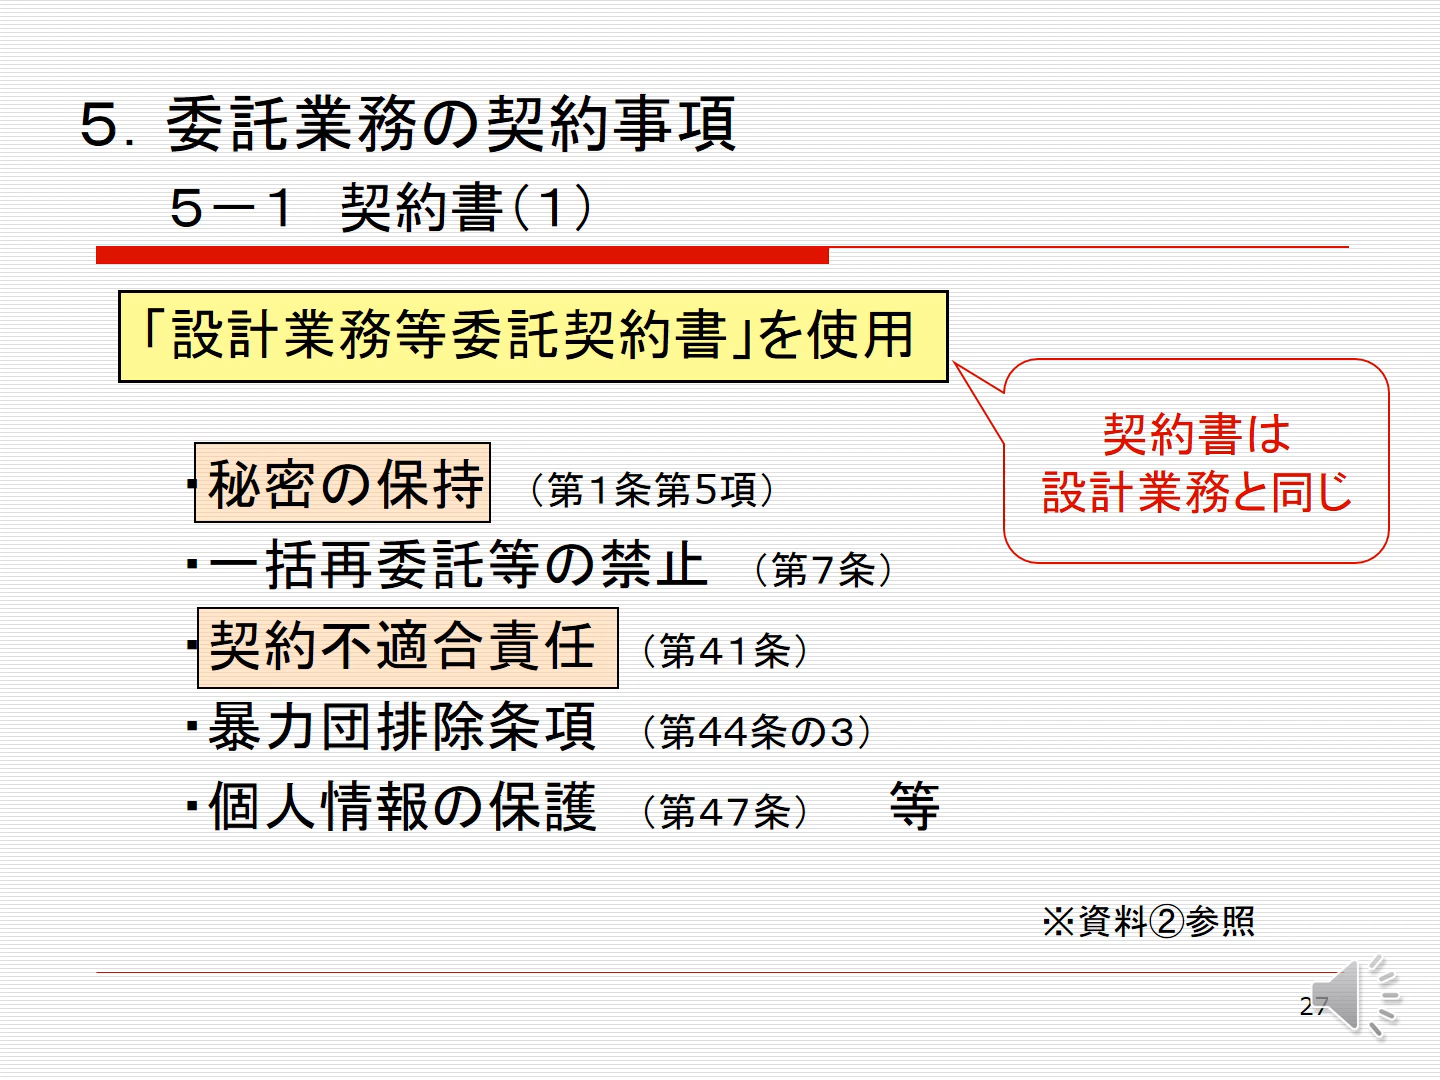 ５．委託業務の契約事項
５－１　契約書（１）
「設計業務等委託契約書」を使用
契約書は
設計業務と同じ
・秘密の保持　（第１条第５項）
・一括再委託等の禁止　（第７条）
・契約不適合責任　（第４１条）
・暴力団排除条項　（第４４条の３）
・個人情報の保護　（第４７条）　　等
※資料②参照
27